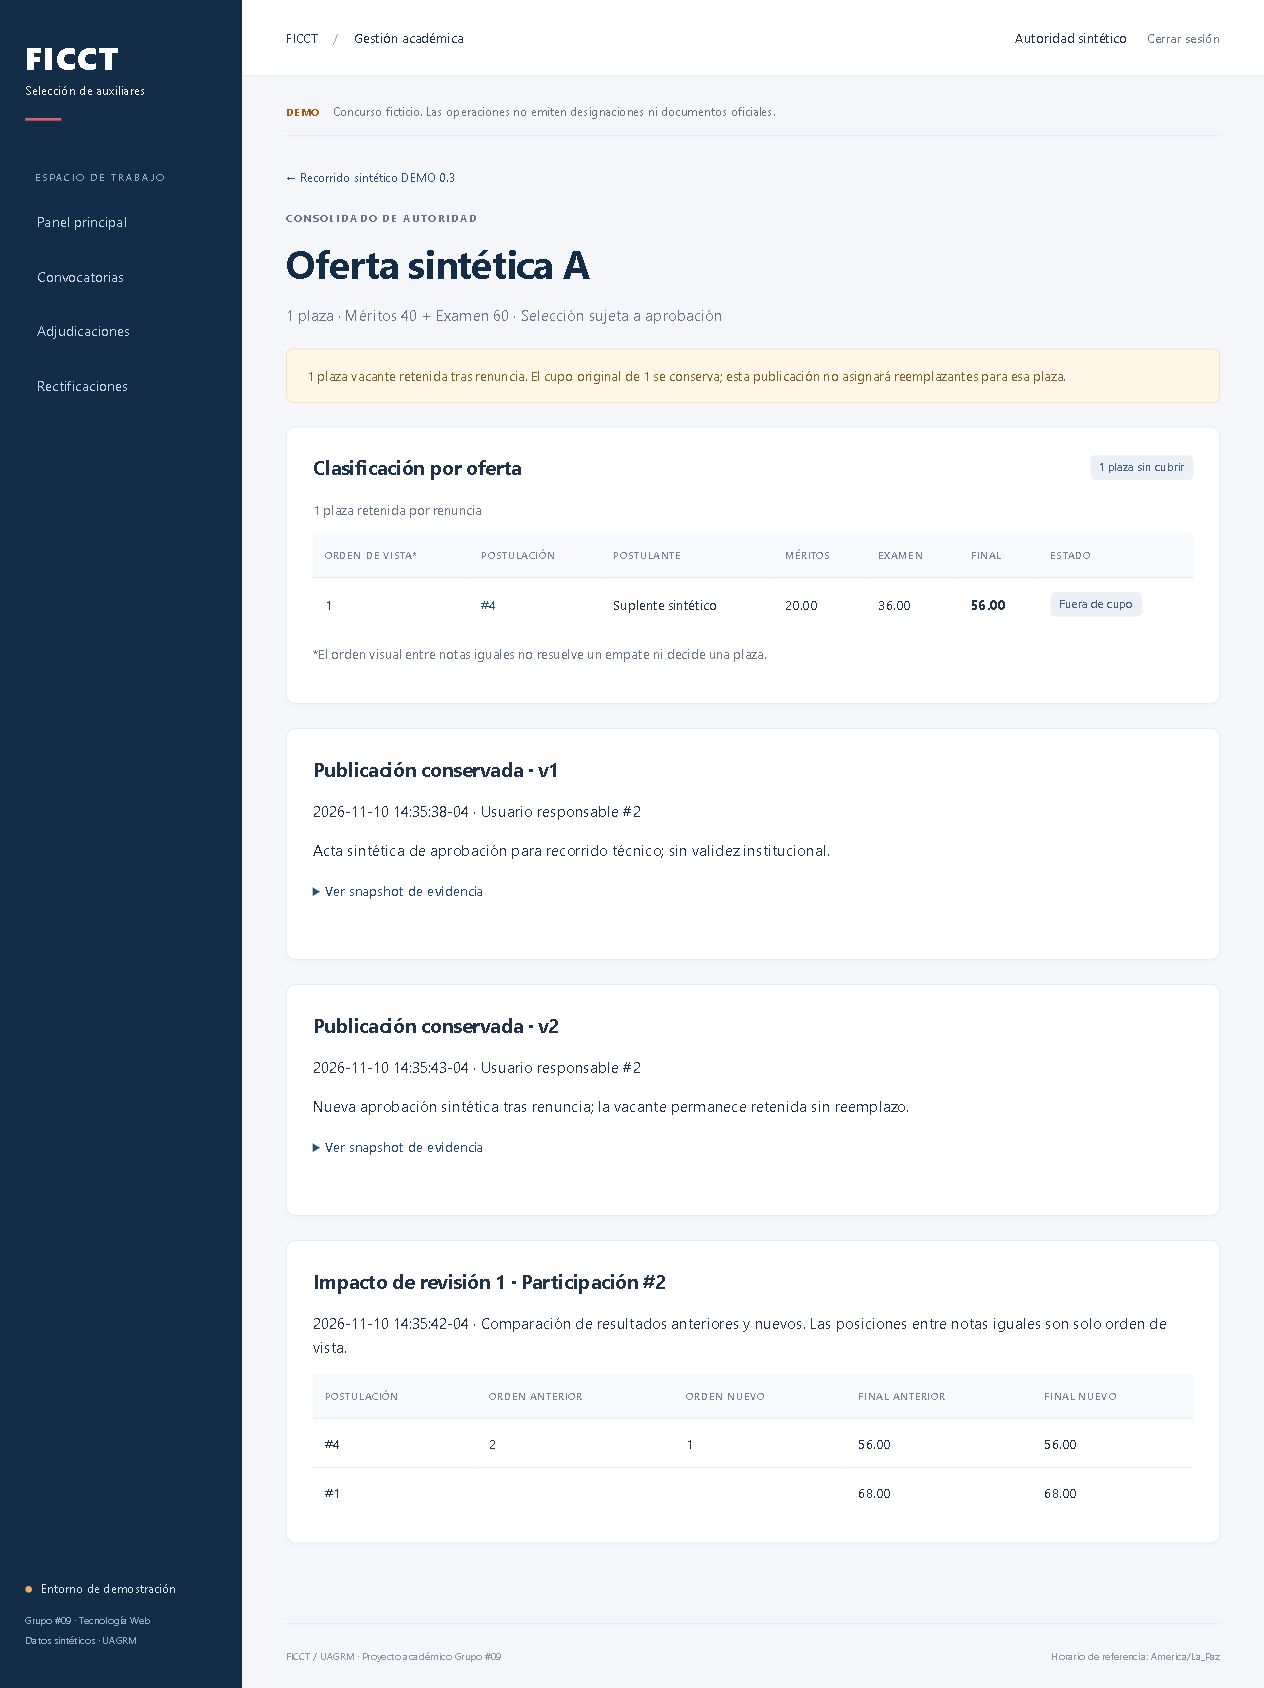 FICCT
Selección de auxiliares
ESPACIO DE TRABAJO
Panel principal
Convocatorias
Adjudicaciones
Rectificaciones
Entorno de demostración
Grupo #09 · Tecnología Web
Datos sintéticos · UAGRM
FICCT / Gestión académica
Autoridad sintético Cerrar sesión
DEMO Concurso ficticio. Las operaciones no emiten designaciones ni documentos oficiales.
← Recorrido sintético DEMO 0.3
CONSOLIDADO DE AUTORIDAD
Oferta sintética A
1 plaza · Méritos 40 + Examen 60 · Selección sujeta a aprobación
1 plaza vacante retenida tras renuncia. El cupo original de 1 se conserva; esta publicación no asignará reemplazantes para esa plaza.
Clasificación por oferta
1 plaza sin cubrir
1 plaza retenida por renuncia
ORDEN DE VISTA* POSTULACIÓN POSTULANTE MÉRITOS EXAMEN FINAL ESTADO
1 #4 Suplente sintético 20.00 36.00 56.00 Fuera de cupo
*El orden visual entre notas iguales no resuelve un empate ni decide una plaza.
Publicación conservada · v1
2026-11-10 14:35:38-04 · Usuario responsable #2
Acta sintética de aprobación para recorrido técnico; sin validez institucional.
▶ Ver snapshot de evidencia
Publicación conservada · v2
2026-11-10 14:35:43-04 · Usuario responsable #2
Nueva aprobación sintética tras renuncia; la vacante permanece retenida sin reemplazo.
▶ Ver snapshot de evidencia
Impacto de revisión 1 · Participación #2
2026-11-10 14:35:42-04 · Comparación de resultados anteriores y nuevos. Las posiciones entre notas iguales son solo orden de
vista.
POSTULACIÓN ORDEN ANTERIOR ORDEN NUEVO FINAL ANTERIOR FINAL NUEVO
#4 2 1 56.00 56.00
#1 68.00 68.00
FICCT / UAGRM · Proyecto académico Grupo #09
Horario de referencia: America/La_Paz